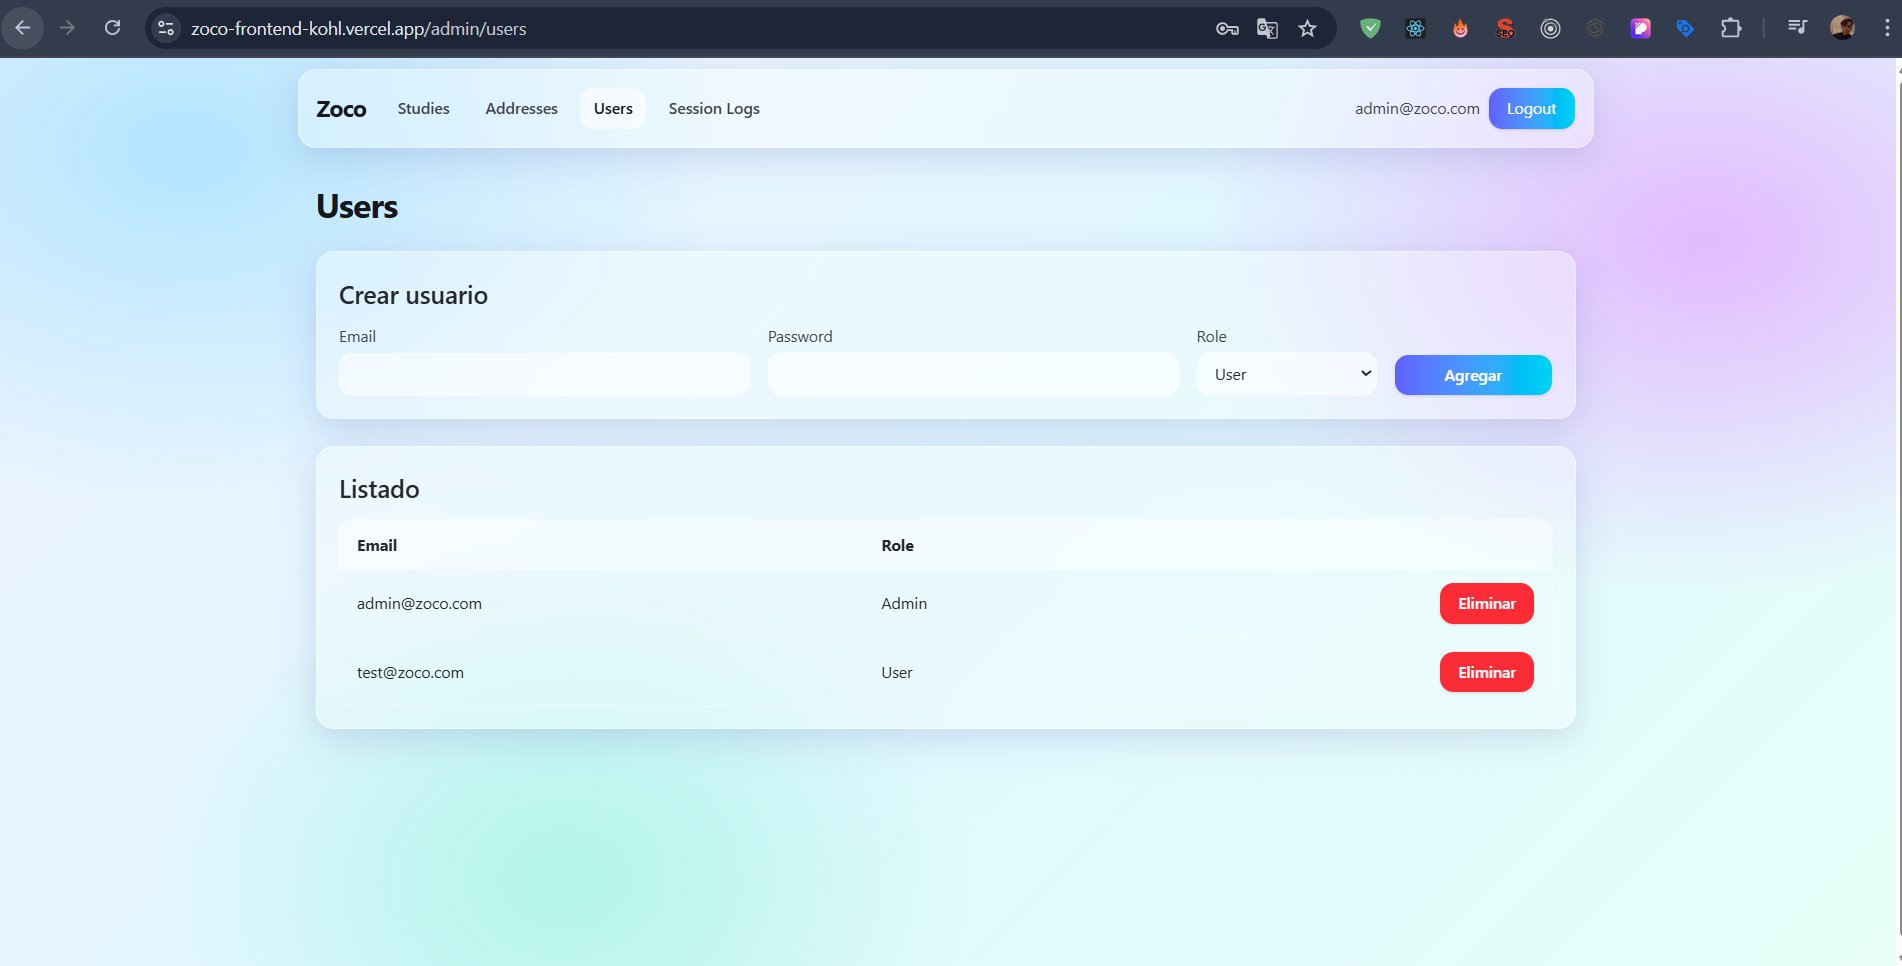 zoco-frontend-kohl.vercel.app/admin/users
SEO
Zoco Studies Addresses Users Session Logs admin@zoco.com Logout
Users
Crear usuario
Email Password Role
User Agregar
Listado
Email Role
admin@zoco.com Admin Eliminar
test@zoco.com User Eliminar